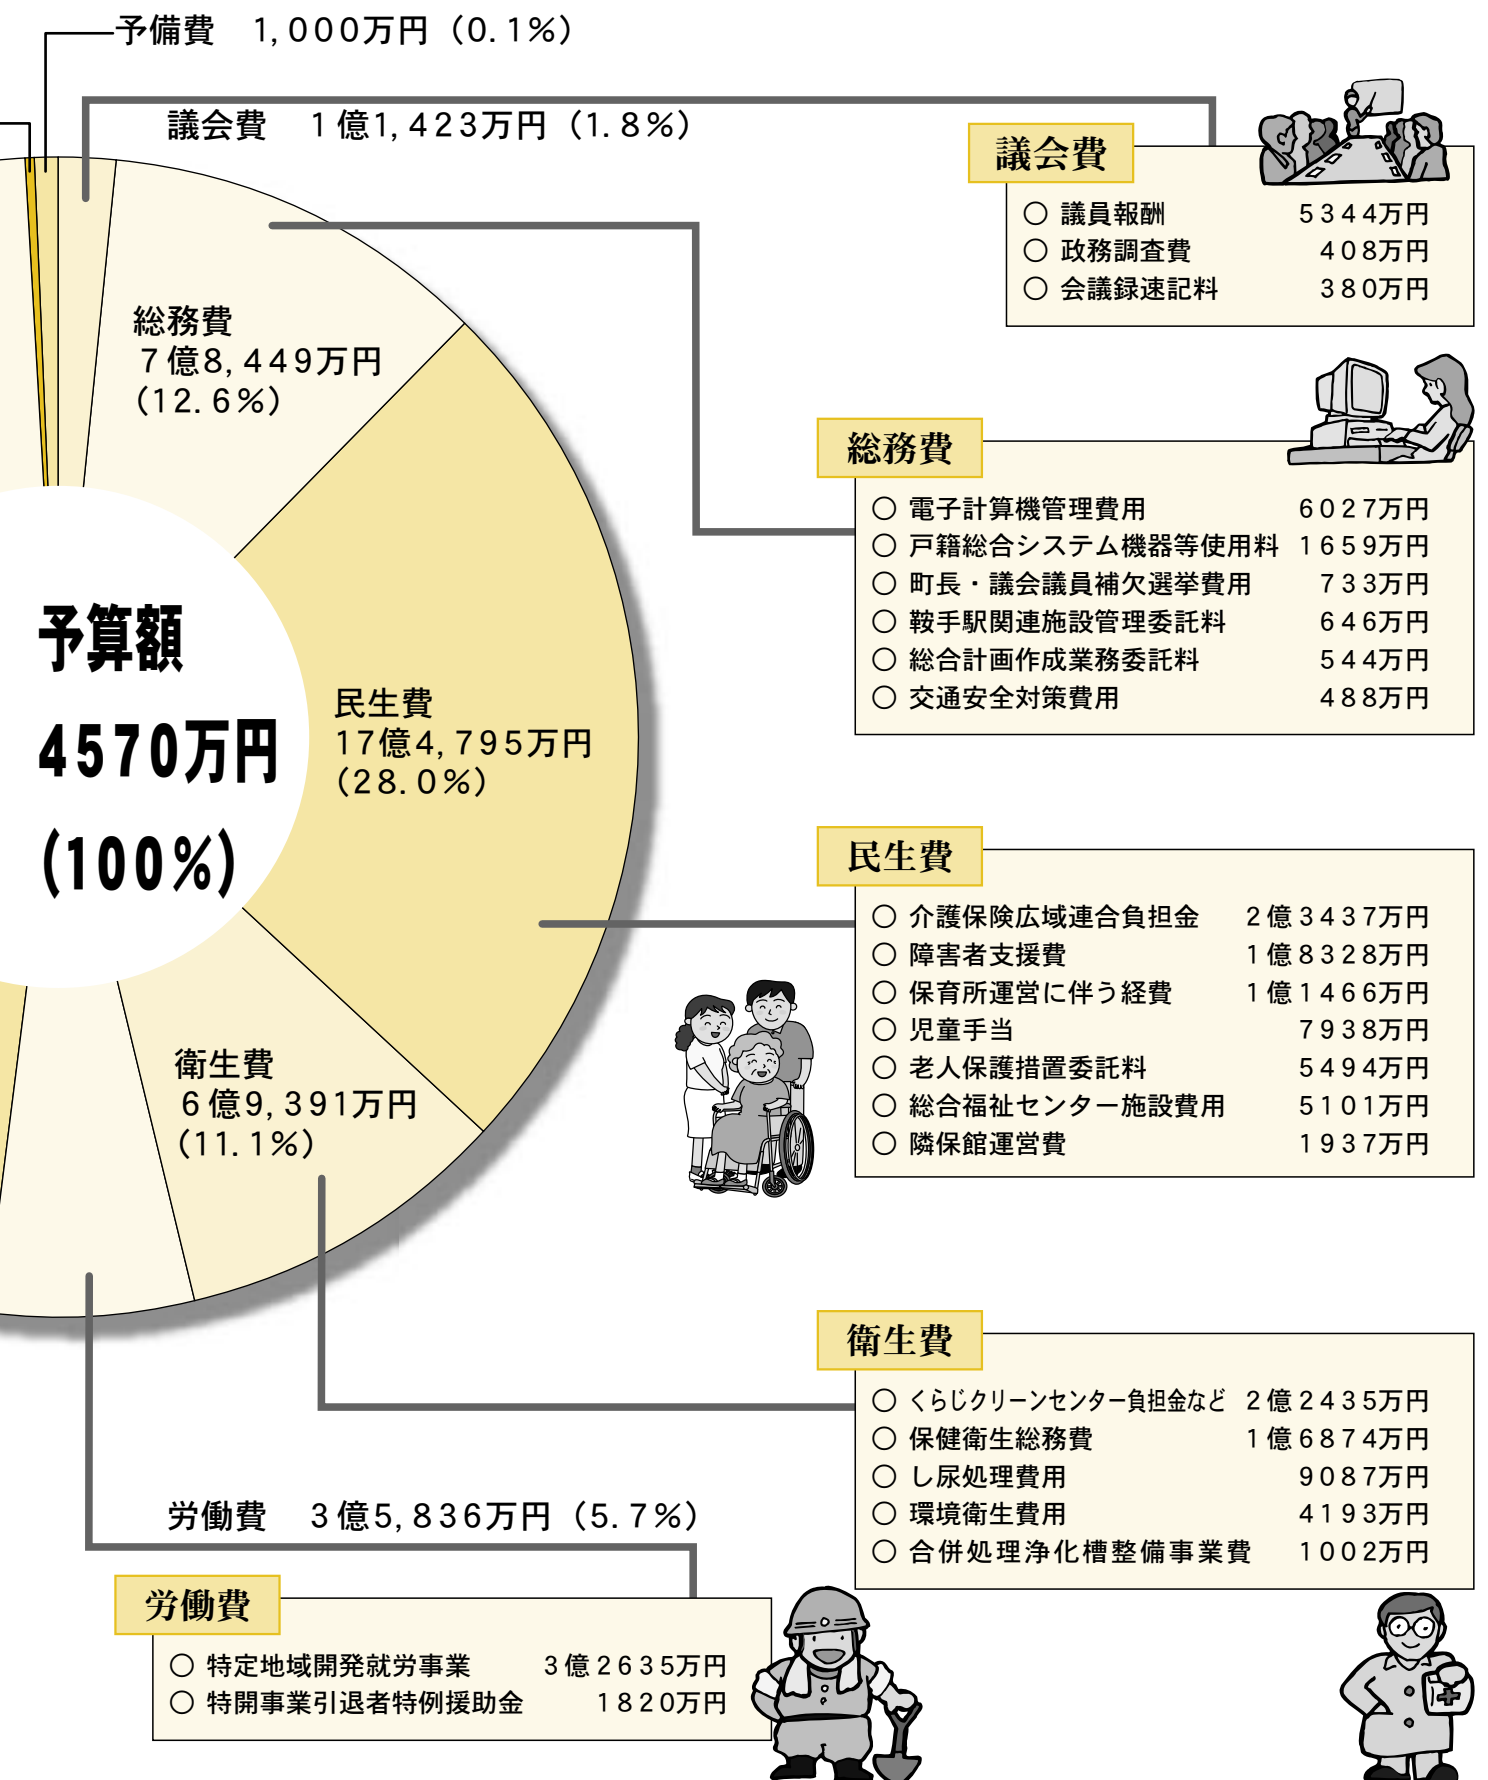 予備費　1,000万円（0.1％）
議会費　1億1,423万円（1.8％）
総務費
7億8,449万円
（12.6％）
予算額
4570万円
（100％）
民生費
17億4,795万円
（28.0％）
衛生費
6億9,391万円
（11.1％）
労働費　3億5,836万円（5.7％）
議会費
○ 議員報酬　5344万円
○ 政務調査費　408万円
○ 会議録速記料　380万円
総務費
○ 電子計算機管理費用　6027万円
○ 戸籍総合システム機器等使用料　1659万円
○ 町長・議会議員補欠選挙費用　733万円
○ 鞍手駅関連施設管理委託料　646万円
○ 総合計画作成業務委託料　544万円
○ 交通安全対策費用　488万円
民生費
○ 介護保険広域連合負担金　2億3437万円
○ 障害者支援費　1億8328万円
○ 保育所運営に伴う経費　1億1466万円
○ 児童手当　7938万円
○ 老人保護措置委託料　5494万円
○ 総合福祉センター施設費用　5101万円
○ 隣保館運営費　1937万円
衛生費
○ くらじクリーンセンター負担金など　2億2435万円
○ 保健衛生総務費　1億6874万円
○ し尿処理費用　9087万円
○ 環境衛生費用　4193万円
○ 合併処理浄化槽整備事業費　1002万円
労働費
○ 特定地域開発就労事業　3億2635万円
○ 特開事業引退者特例援助金　1820万円